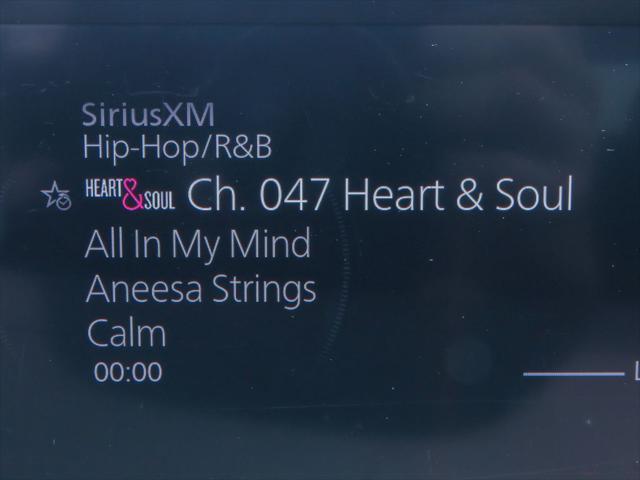 SiriusXM
Hip-Hop/R&B
HEART&SOUL Ch. 047 Heart & Soul
All In My Mind
Aneesa Strings
Calm
00:00